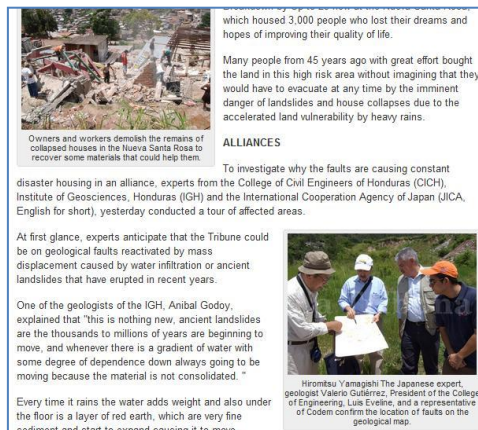 which housed 3,000 people who lost their dreams and
hopes of improving their quality of life.
Many people from 45 years ago with great effort bought
the land in this high risk area without imagining that they
would have to evacuate at any time by the imminent
danger of landslides and house collapses due to the
accelerated land vulnerability by heavy rains.
Owners and workers demolish the remains of
collapsed houses in the Nueva Santa Rosa to
recover some materials that could help them.
ALLIANCES
To investigate why the faults are causing constant
disaster housing in an alliance, experts from the College of Civil Engineers of Honduras (CICH),
Institute of Geosciences, Honduras (IGH) and the International Cooperation Agency of Japan (JICA,
English for short), yesterday conducted a tour of affected areas.
At first glance, experts anticipate that the Tribune could
be on geological faults reactivated by mass
displacement caused by water infiltration or ancient
landslides that have erupted in recent years.
One of the geologists of the IGH, Anibal Godoy,
explained that "this is nothing new, ancient landslides
are the thousands to millions of years are beginning to
move, and whenever there is a gradient of water with
some degree of dependence down always going to be
moving because the material is not consolidated. "
Every time it rains the water adds weight and also under
the floor is a layer of red earth, which are very fine
sediment and start to expand causing it to move
Hiromitsu Yamagishi The Japanese expert,
geologist Valerio Gutiérrez, President of the College
of Engineering, Luis Eveline, and a representative
of Codem confirm the location of faults on the
geological map.